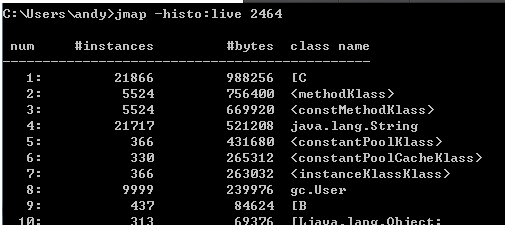 C:\Users\andy>jmap -histo:live 2464
num #instances #bytes class name
----------------------------------------------
1: 21866 988256 [C
2: 5524 756400 <methodKlass>
3: 5524 669920 <constMethodKlass>
4: 21717 521208 java.lang.String
5: 366 431680 <constantPoolKlass>
6: 330 265312 <constantPoolCacheKlass>
7: 366 263032 <instanceKlassKlass>
8: 9999 239976 gc.User
9: 437 84624 [B
10: 313 69376 [Ljava.lang.Object;